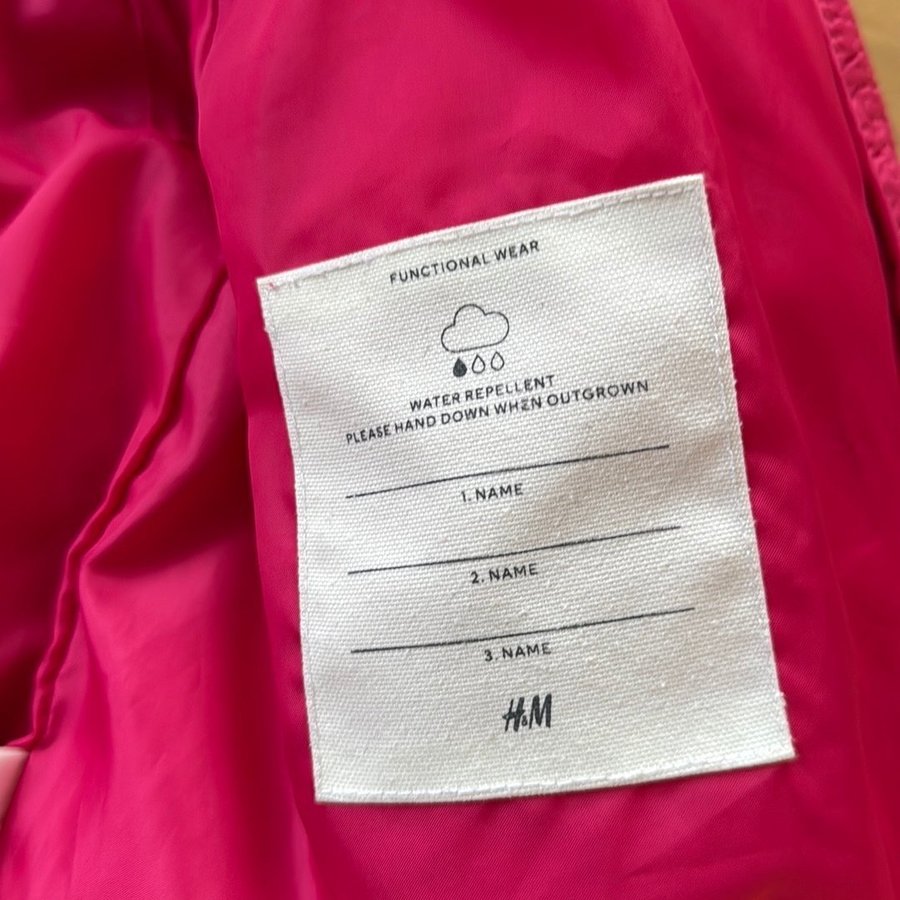 FUNCTIONAL WEAR
WATER REPELLENT
PLEASE HAND DOWN WHEN OUTGROWN
1. NAME
2. NAME
3. NAME
H&M